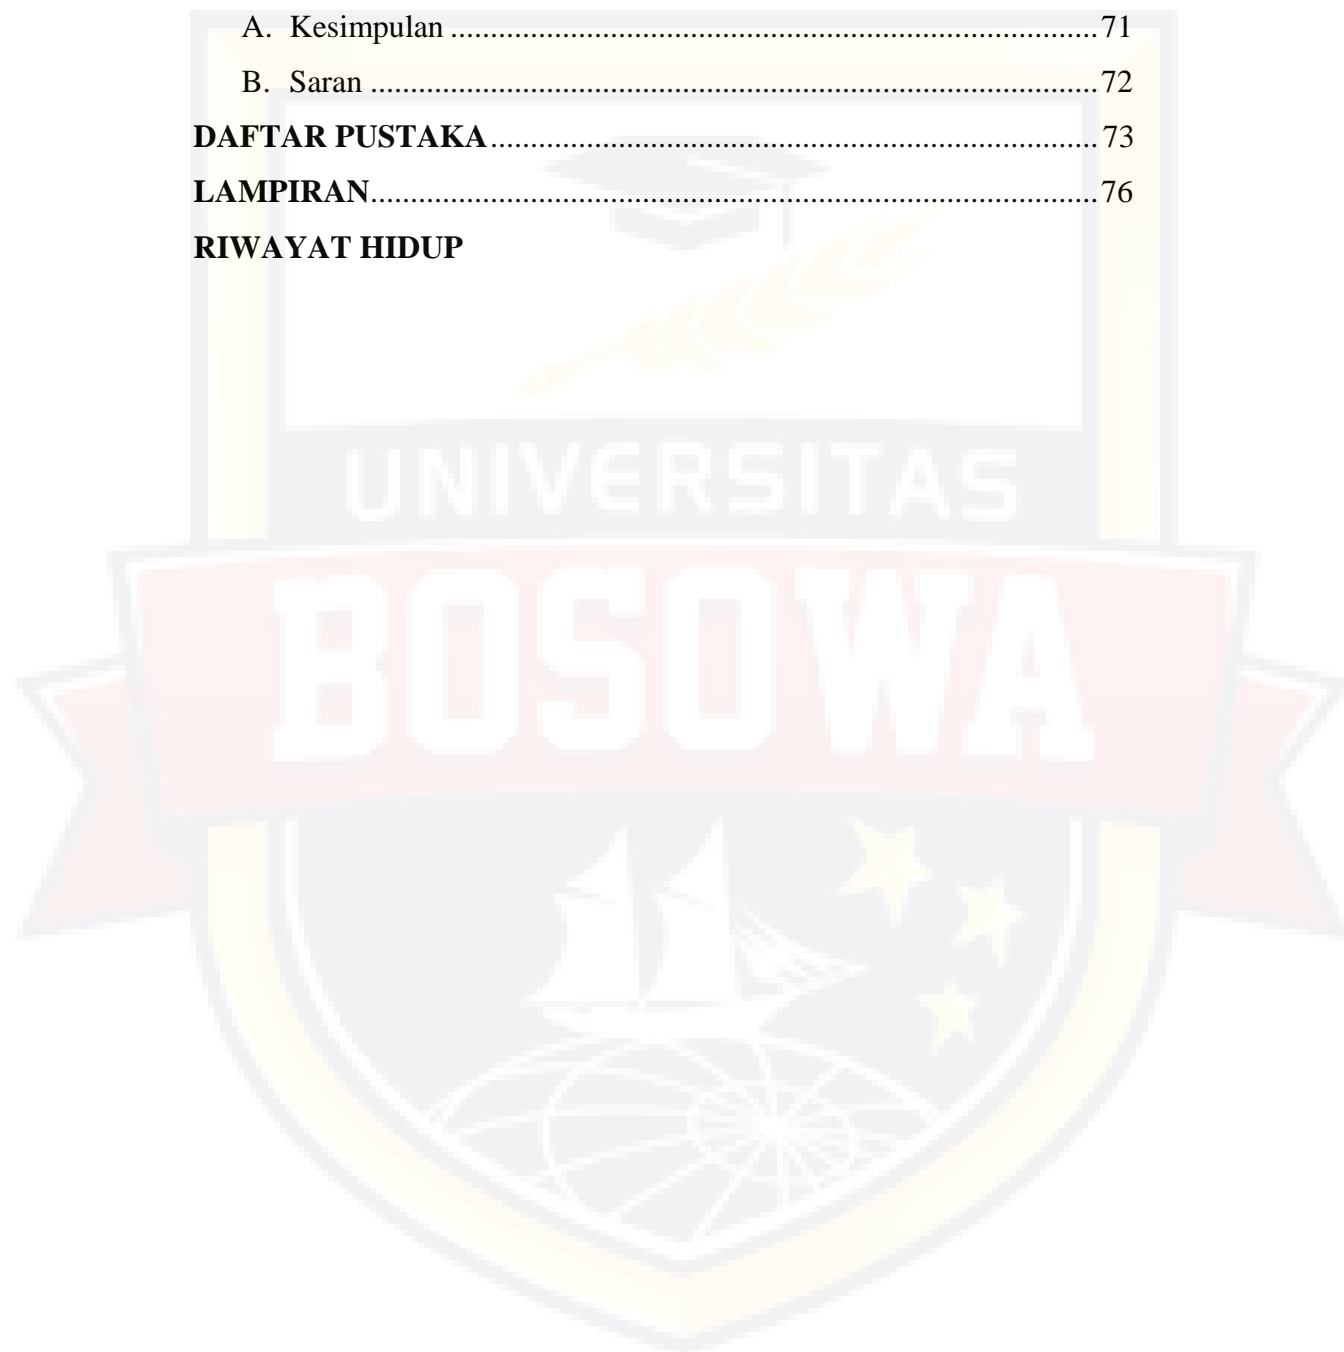 A. Kesimpulan ................................................................................. 71
B. Saran ........................................................................................... 72
DAFTAR PUSTAKA ............................................................................ 73
LAMPIRAN........................................................................................... 76
RIWAYAT HIDUP
UNIVERSITAS
BOSOWA